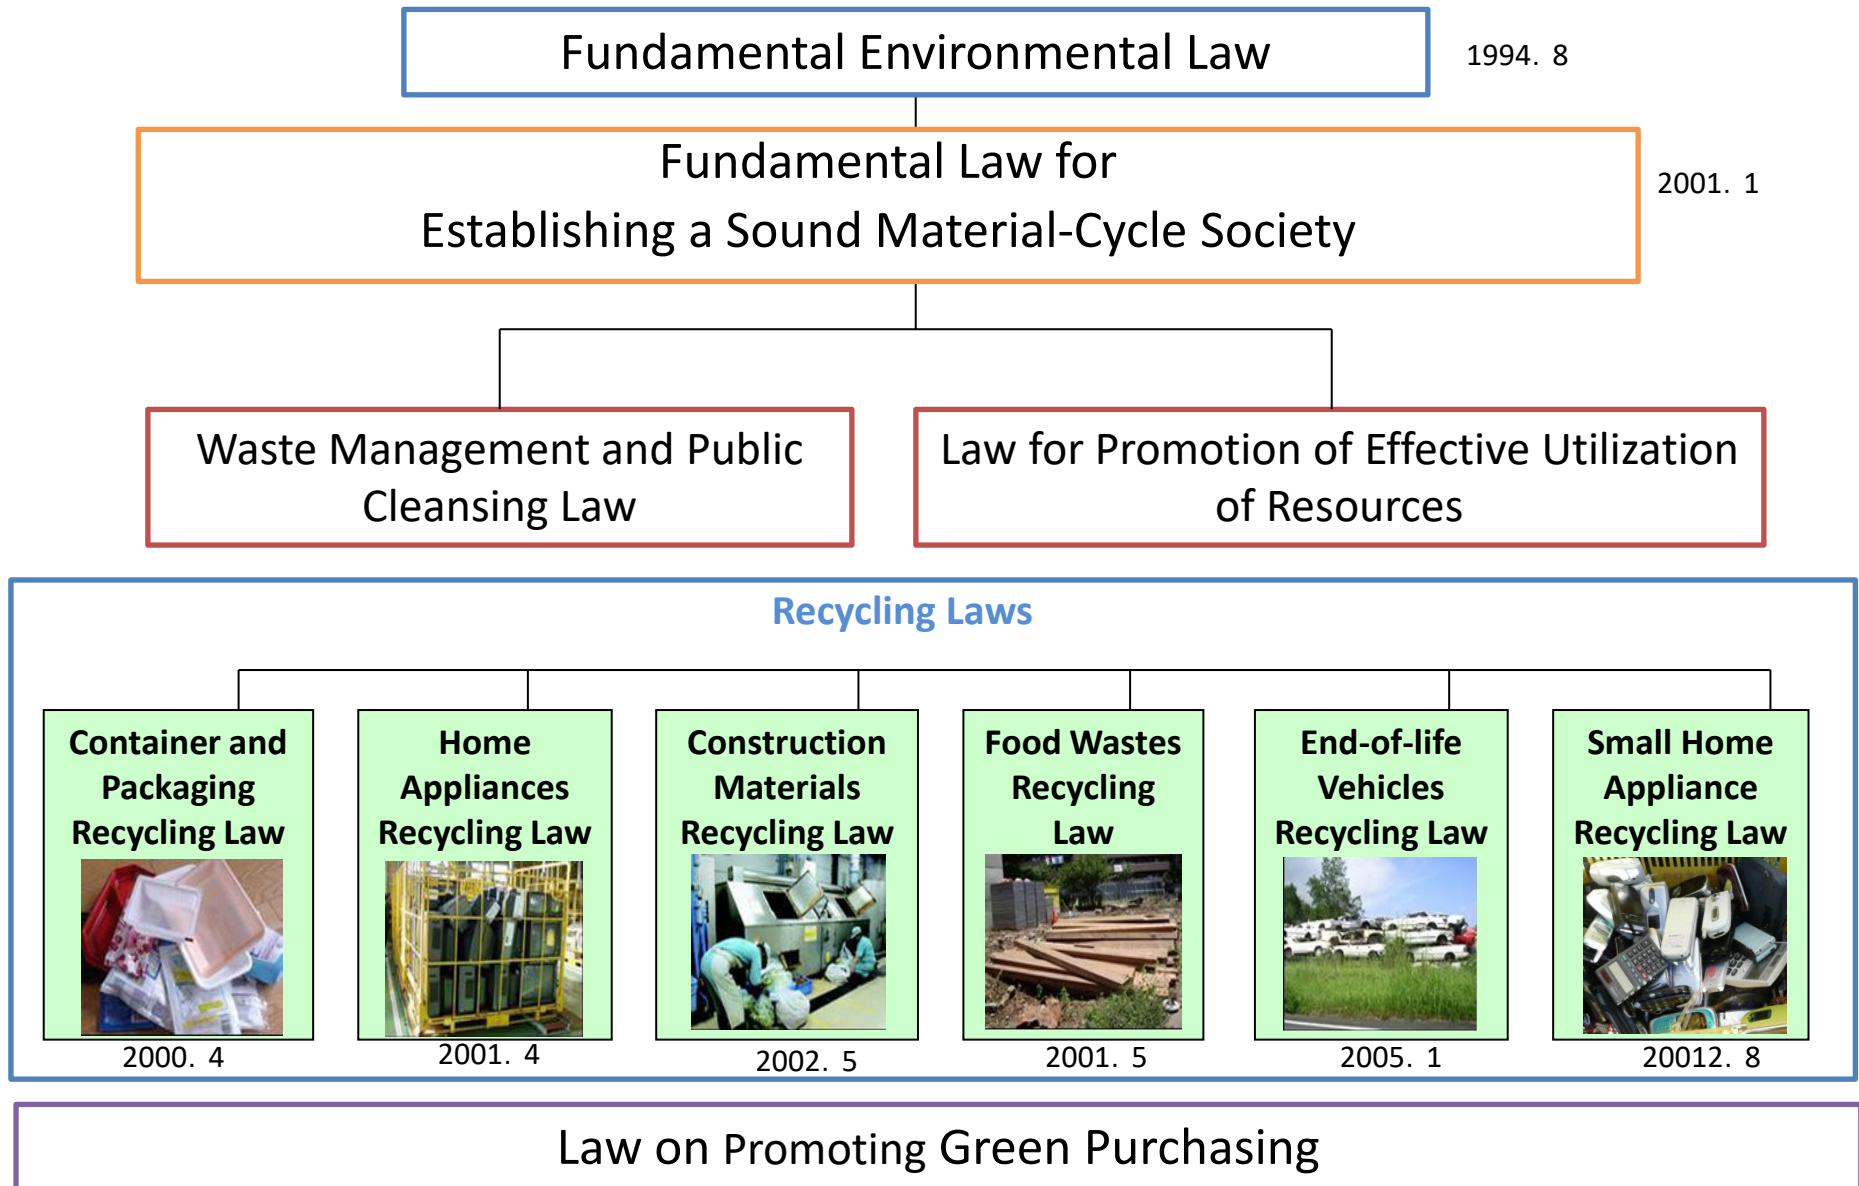 Fundamental Environmental Law
1994. 8
Fundamental Law for
Establishing a Sound Material-Cycle Society
2001. 1
Waste Management and Public
Cleansing Law
Law for Promotion of Effective Utilization
of Resources
Recycling Laws
Container and
Packaging
Recycling Law
2000. 4
Home
Appliances
Recycling Law
2001. 4
Construction
Materials
Recycling Law
2002. 5
Food Wastes
Recycling
Law
2001. 5
End-of-life
Vehicles
Recycling Law
2005. 1
Small Home
Appliance
Recycling Law
20012. 8
Law on Promoting Green Purchasing